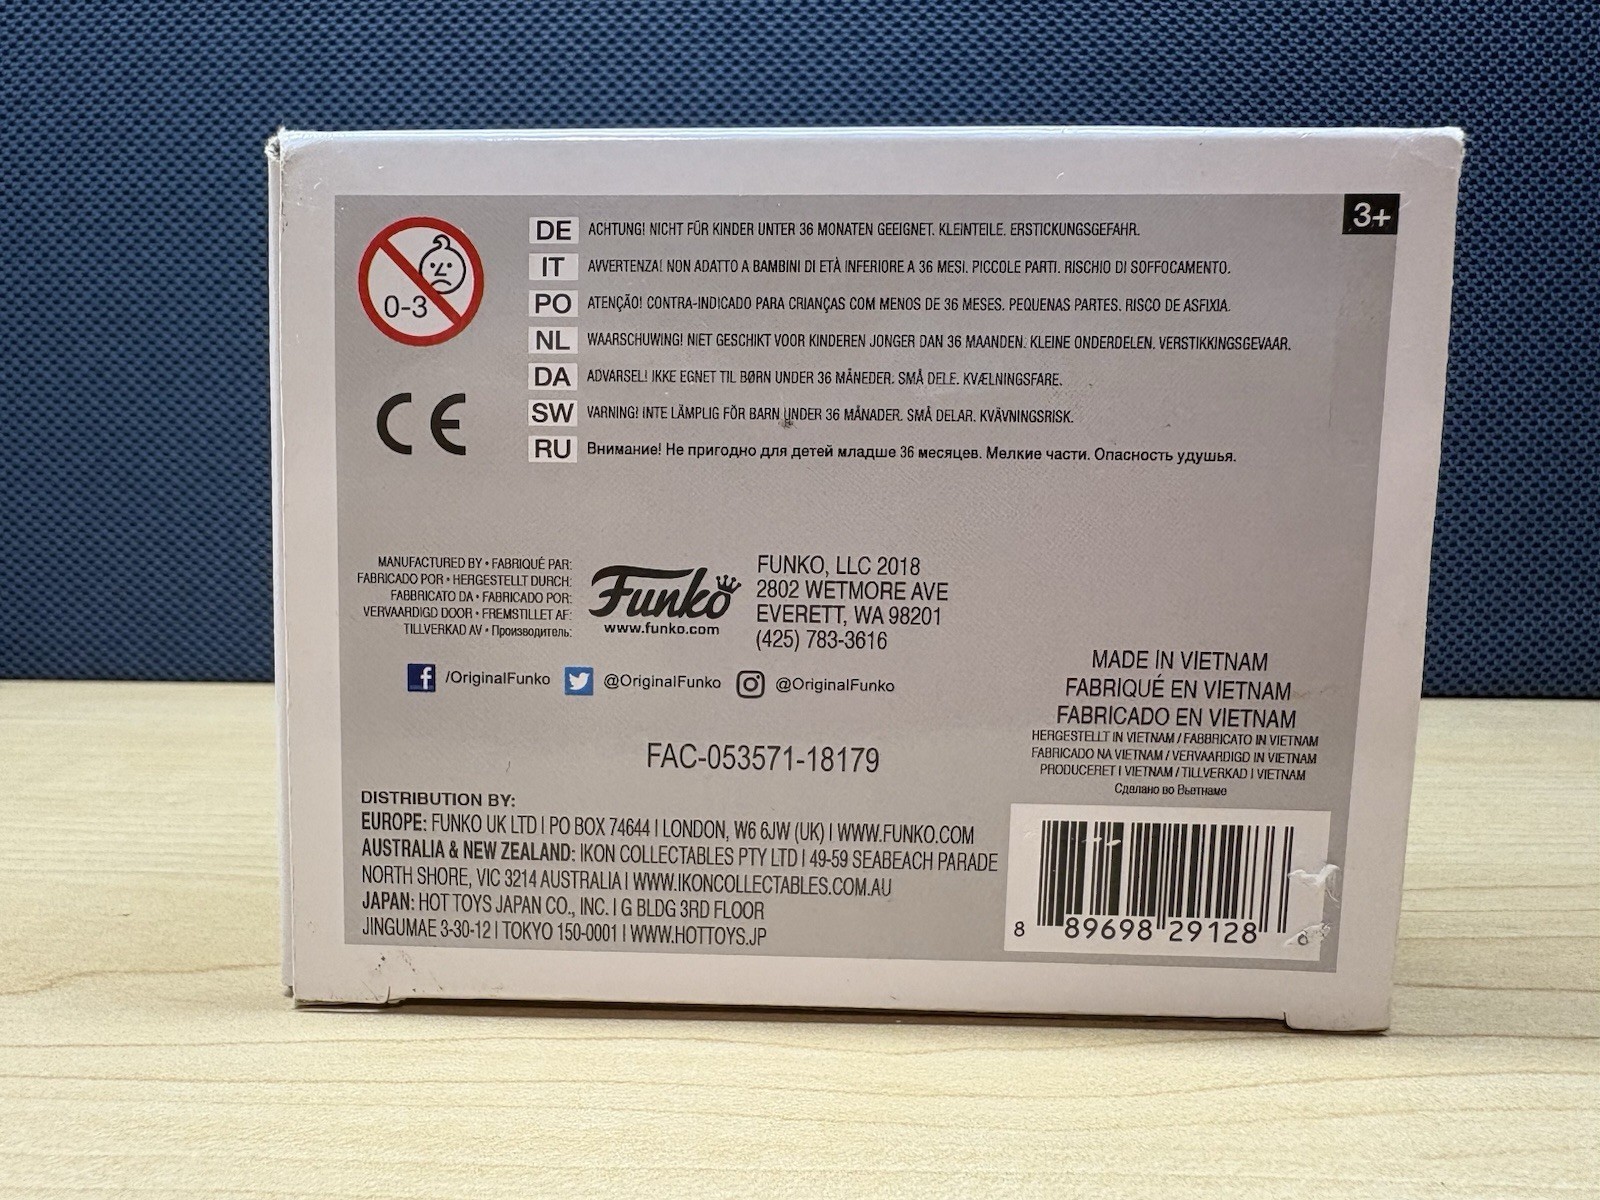 3+
0-3
DE ACHTUNG! NICHT FÜR KINDER UNTER 36 MONATEN GEEIGNET. KLEINTEILE. ERSTICKUNGSGEFAHR.
IT AVVERTENZA! NON ADATTO A BAMBINI DI ETÀ INFERIORE A 36 MESI. PICCOLE PARTI. RISCHIO DI SOFFOCAMENTO.
PO ATENÇÃO! CONTRA-INDICADO PARA CRIANÇAS COM MENOS DE 36 MESES. PEQUENAS PARTES. RISCO DE ASFIXIA.
NL WAARSCHUWING! NIET GESCHIKT VOOR KINDEREN JONGER DAN 36 MAANDEN. KLEINE ONDERDELEN. VERSTIKKINGSGEVAAR.
DA ADVARSEL! IKKE EGNET TIL BØRN UNDER 36 MÅNEDER. SMÅ DELE. KVÆLNINGSFARE.
SW VARNING! INTE LÄMPLIG FÖR BARN UNDER 36 MÅNADER. SMÅ DELAR. KVÄVNINGSRISK.
RU Внимание! Не пригодно для детей младше 36 месяцев. Мелкие части. Опасность удушья.
CE
MANUFACTURED BY • FABRIQUÉ PAR:
FABRICADO POR • HERGESTELLT DURCH:
FABBRICATO DA • FABRICADO POR:
VERVAARDIGD DOOR • FREMSTILLET AF:
TILLVERKAD AV • Производитель:
Funko
www.funko.com
FUNKO, LLC 2018
2802 WETMORE AVE
EVERETT, WA 98201
(425) 783-3616
/OriginalFunko @OriginalFunko @OriginalFunko
MADE IN VIETNAM
FABRIQUÉ EN VIETNAM
FABRICADO EN VIETNAM
HERGESTELLT IN VIETNAM / FABBRICATO IN VIETNAM
FABRICADO NA VIETNAM / VERVAARDIGD IN VIETNAM
PRODUCERET I VIETNAM / TILLVERKAD I VIETNAM
Сделано во Вьетнаме
FAC-053571-18179
DISTRIBUTION BY:
EUROPE: FUNKO UK LTD | PO BOX 74644 | LONDON, W6 6JW (UK) | WWW.FUNKO.COM
AUSTRALIA & NEW ZEALAND: IKON COLLECTABLES PTY LTD | 49-59 SEABEACH PARADE
NORTH SHORE, VIC 3214 AUSTRALIA | WWW.IKONCOLLECTABLES.COM.AU
JAPAN: HOT TOYS JAPAN CO., INC. | G BLDG 3RD FLOOR
JINGUMAE 3-30-12 | TOKYO 150-0001 | WWW.HOTTOYS.JP
8 89698 29128